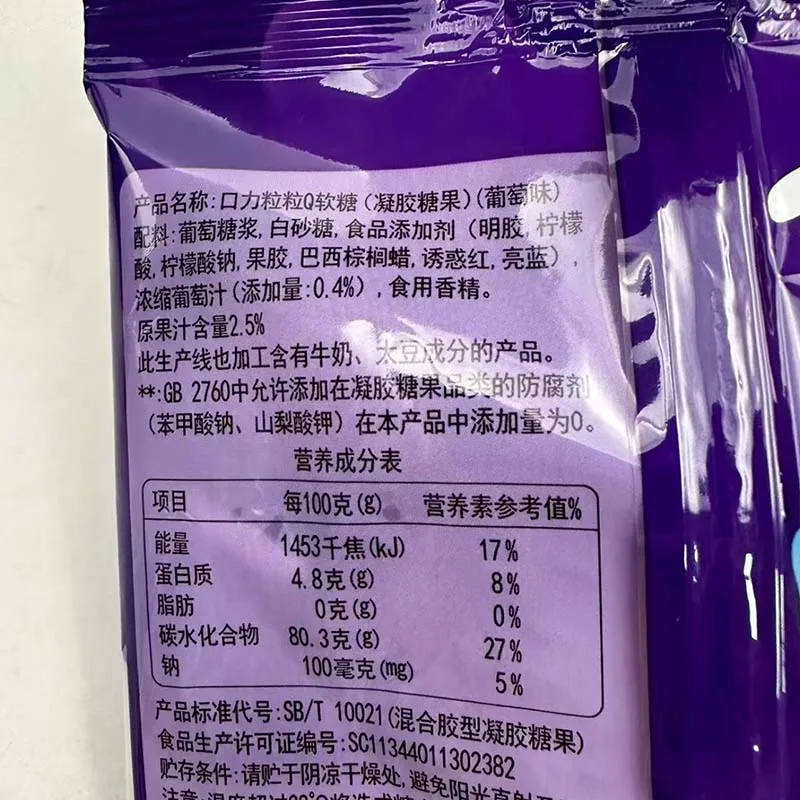 产品名称:口力粒粒Q软糖(凝胶糖果)(葡萄味)
配料:葡萄糖浆,白砂糖,食品添加剂(明胶,柠檬
酸,柠檬酸钠,果胶,巴西棕榈蜡,诱惑红,亮蓝),
浓缩葡萄汁(添加量:0.4%),食用香精。
原果汁含量2.5%
此生产线也加工含有牛奶、大豆成分的产品。
**:GB 2760中允许添加在凝胶糖果品类的防腐剂
(苯甲酸钠、山梨酸钾)在本产品中添加量为0。
营养成分表
项目 每100克(g) 营养素参考值%
能量 1453千焦(kJ) 17%
蛋白质 4.8克(g) 8%
脂肪 0克(g) 0%
碳水化合物 80.3克(g) 27%
钠 100毫克(mg) 5%
产品标准代号:SB/T 10021(混合胶型凝胶糖果)
食品生产许可证编号:SC11344011302382
贮存条件:请贮于阴凉干燥处,避免阳光直射